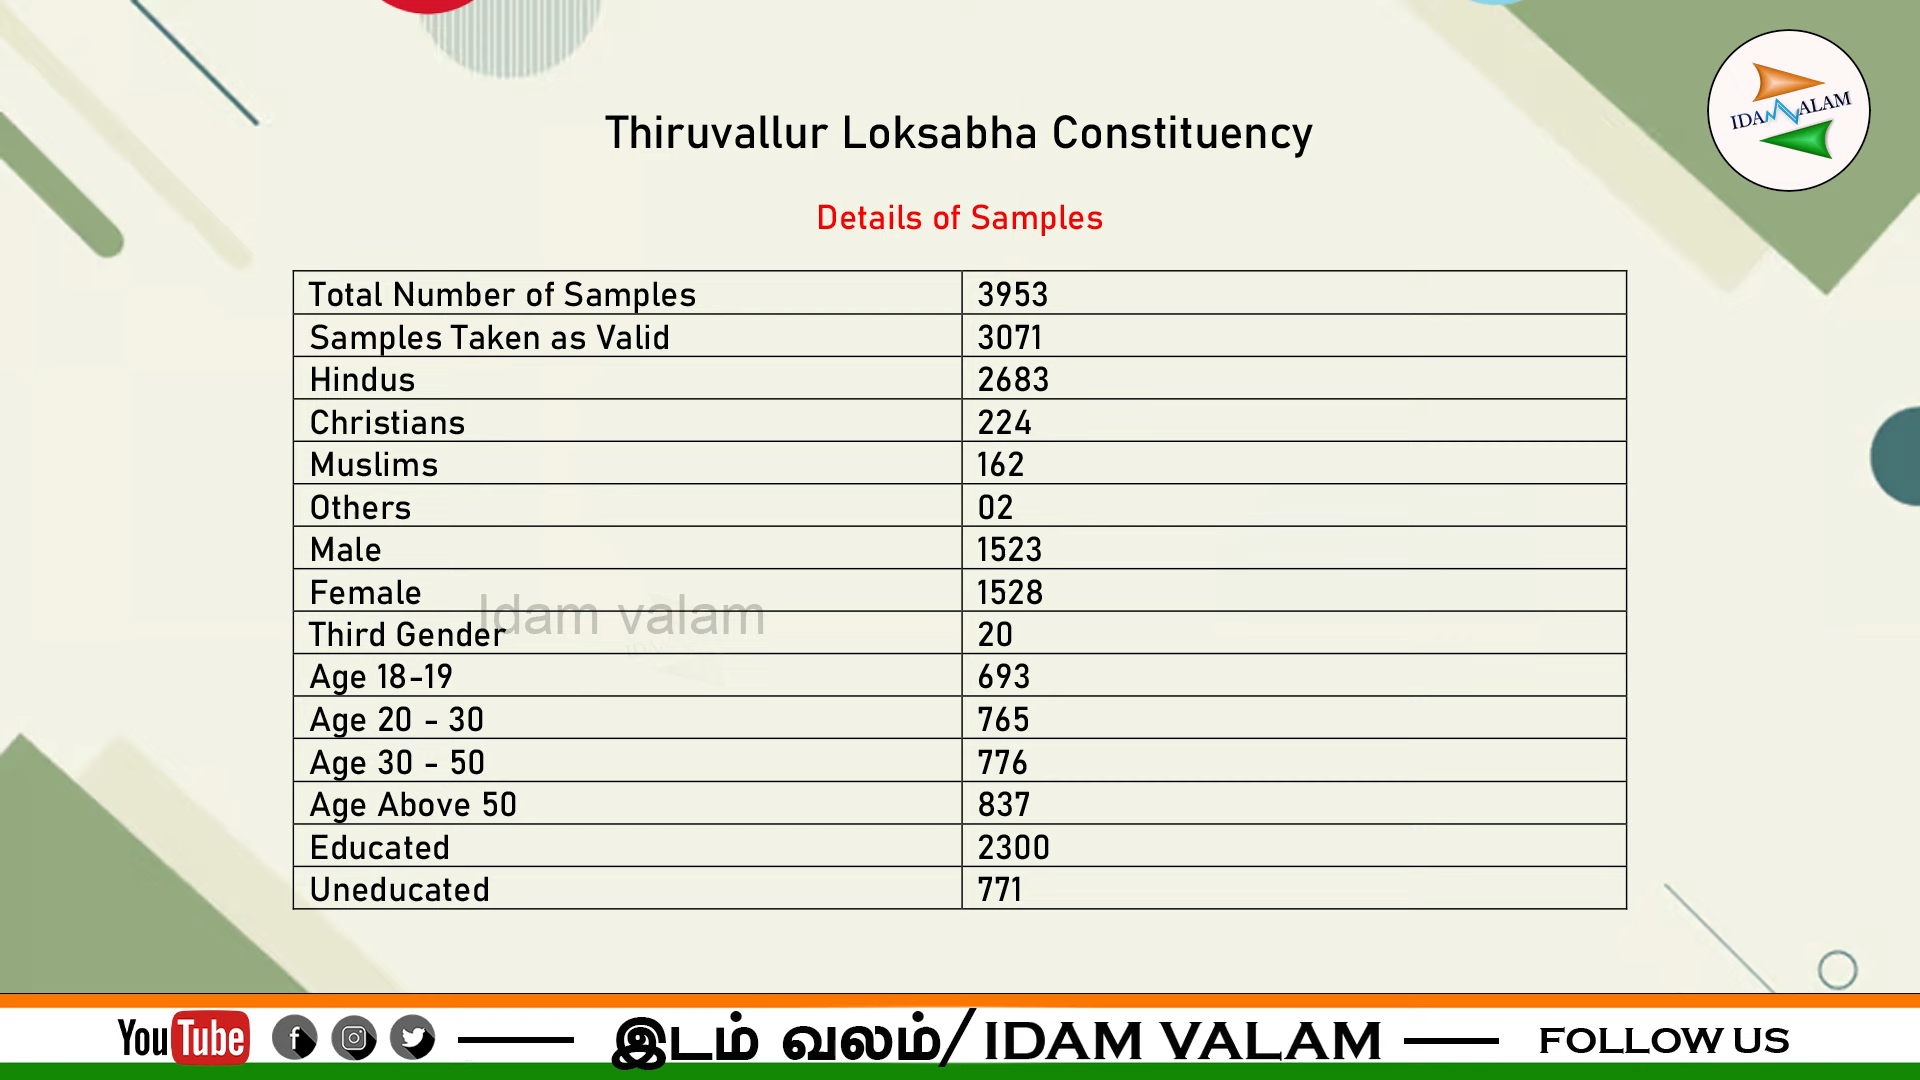 IDAM VALAM
Thiruvallur Loksabha Constituency
Details of Samples
Total Number of Samples 3953
Samples Taken as Valid 3071
Hindus 2683
Christians 224
Muslims 162
Others 02
Male 1523
Female 1528
Idam valam
Third Gender 20
Age 18-19 693
Age 20 - 30 765
Age 30 - 50 776
Age Above 50 837
Educated 2300
Uneducated 771
YouTube இடம் வலம்/IDAM VALAM FOLLOW US